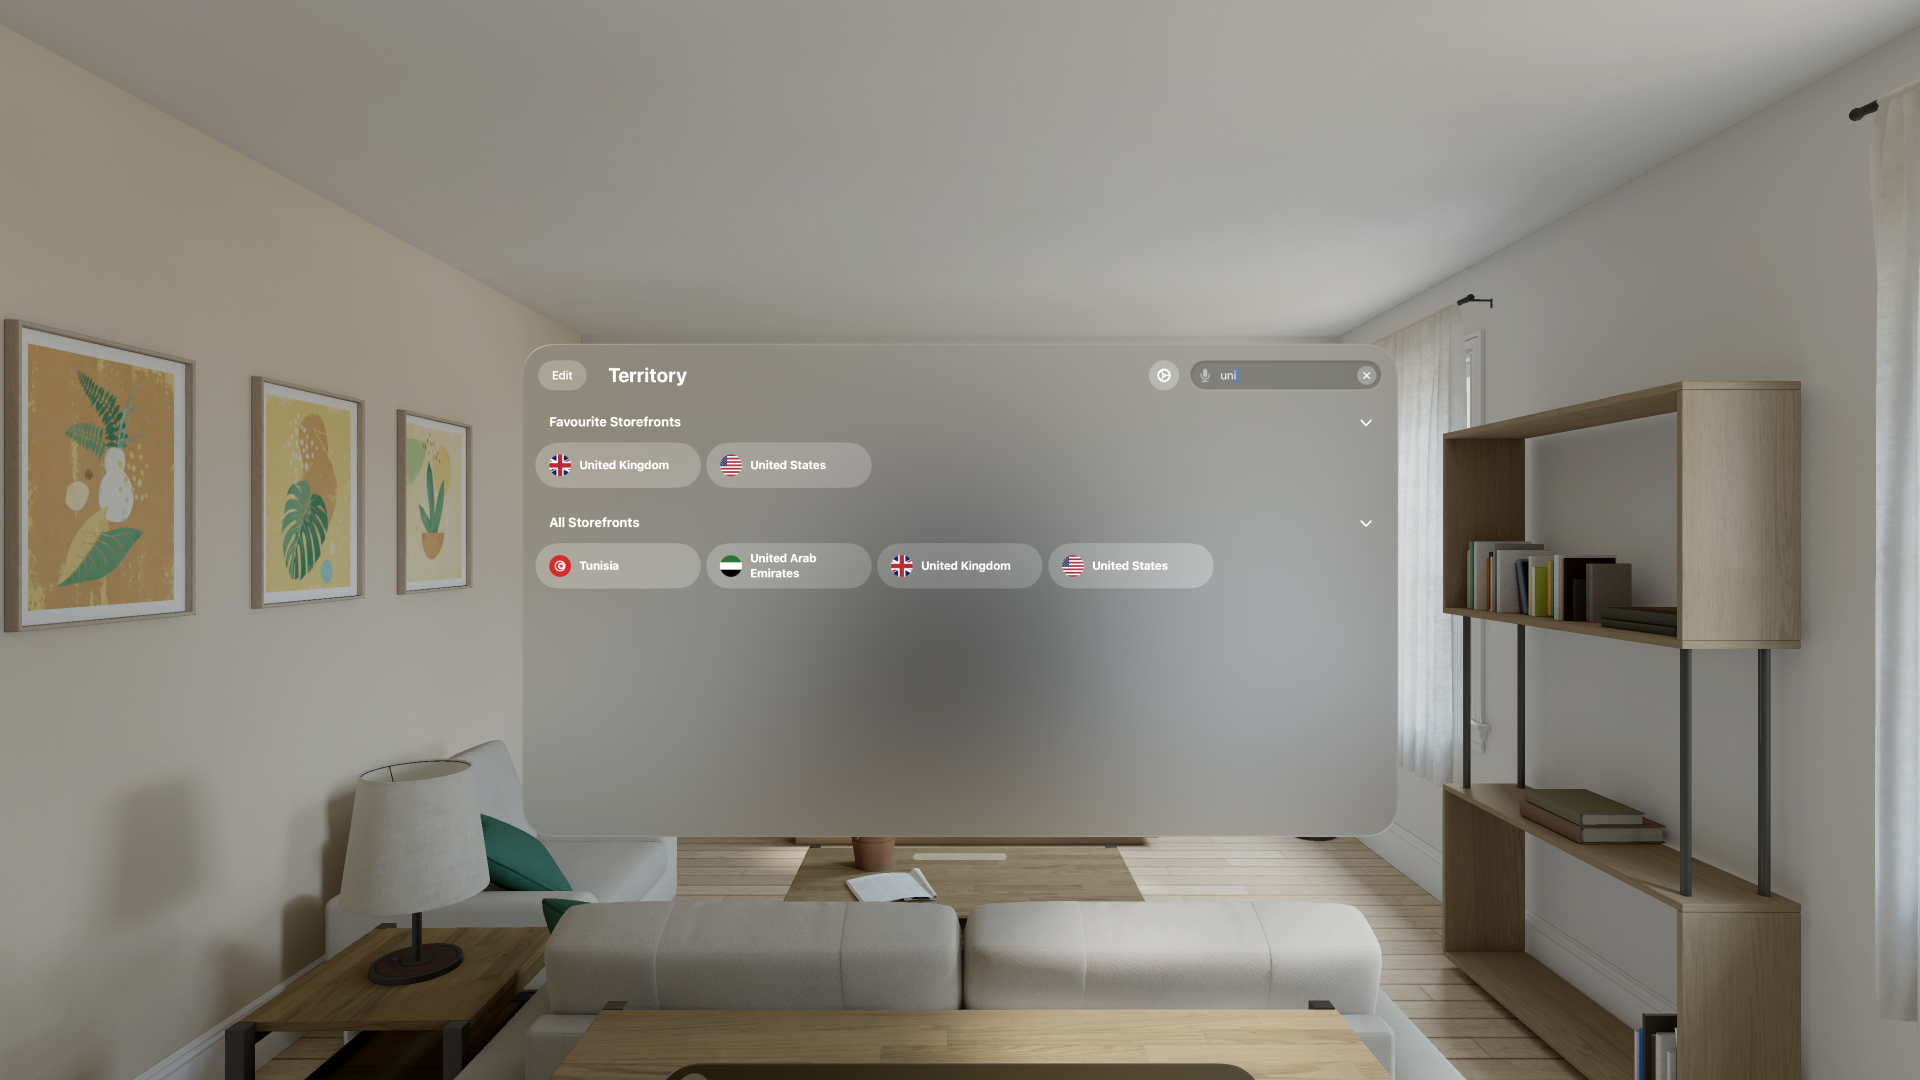 Edit
Territory
uni
Favourite Storefronts
United Kingdom
United States
All Storefronts
Tunisia
United Arab
Emirates
United Kingdom
United States